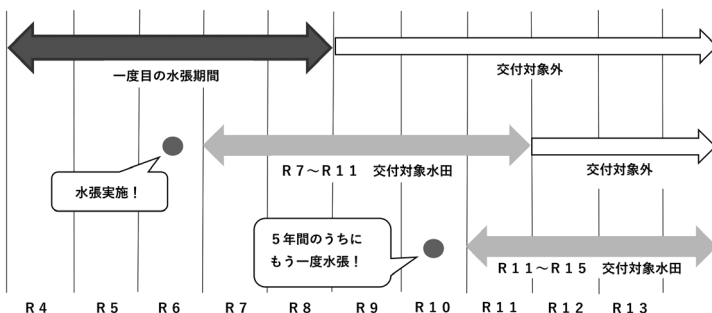 一度目の水張期間
交付対象外
水張実施！
R７～R１１　交付対象水田
交付対象外
５年間のうちに
もう一度水張！
R１１～R１５　交付対象水田
R４ R５ R６ R７ R８ R９ R１０ R１１ R１２ R１３